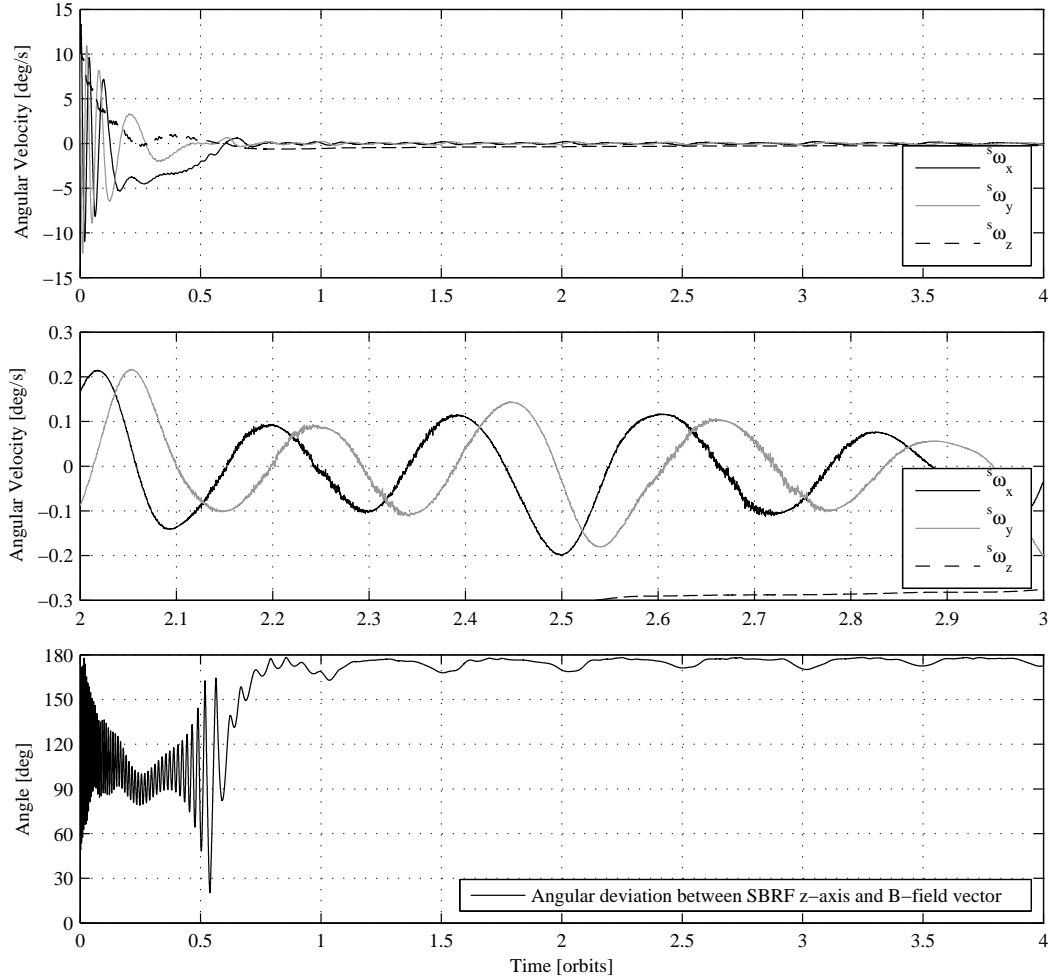 15
10
5
0
−5
−10
−15
Angular Velocity [deg/s]
sωx
sωy
sωz
0 0.5 1 1.5 2 2.5 3 3.5 4
0.3
0.2
0.1
0
−0.1
−0.2
−0.3
Angular Velocity [deg/s]
sωx
sωy
sωz
2 2.1 2.2 2.3 2.4 2.5 2.6 2.7 2.8 2.9 3
180
150
120
90
60
30
0
Angle [deg]
Angular deviation between SBRF z−axis and B−field vector
0 0.5 1 1.5 2 2.5 3 3.5 4
Time [orbits]